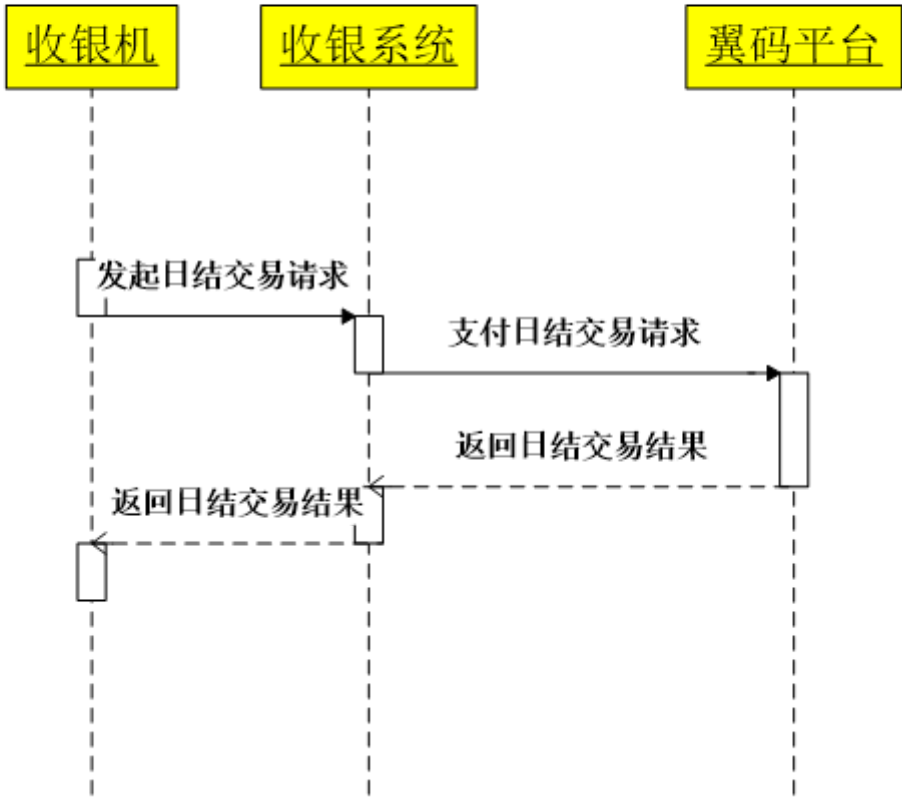 收银机
收银系统
翼码平台
发起日结交易请求
支付日结交易请求
返回日结交易结果
返回日结交易结果